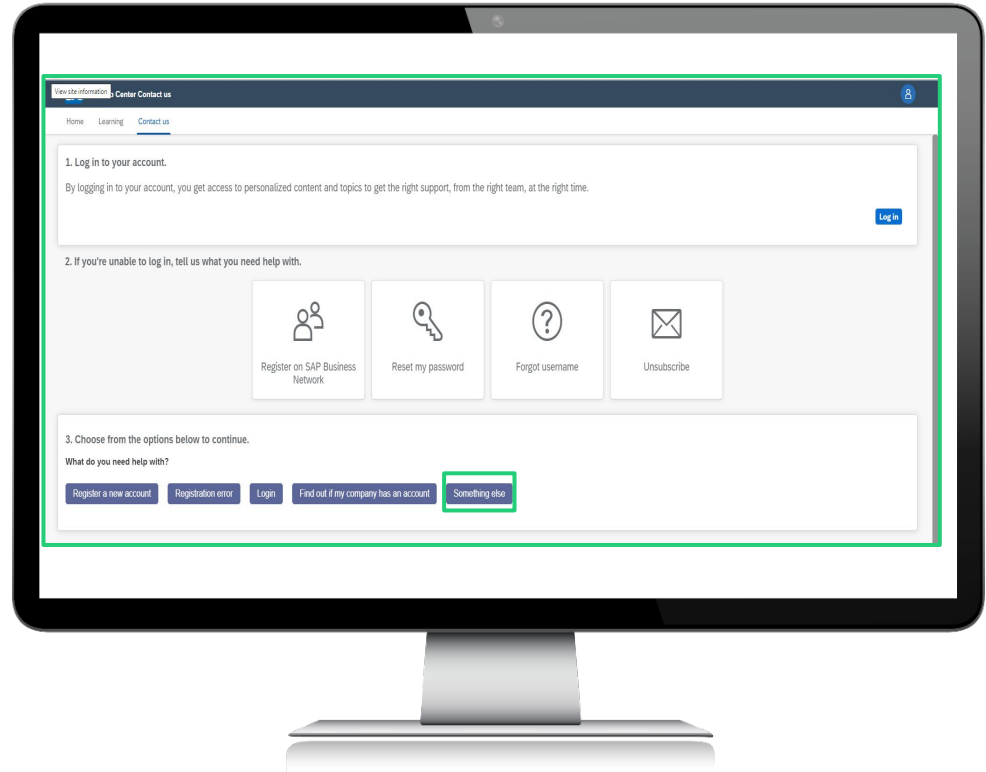 View site information
Center Contact us
Home Learning Contact us
1. Log in to your account.
By logging in to your account, you get access to personalized content and topics to get the right support, from the right team, at the right time.
Log in
2. If you're unable to log in, tell us what you need help with.
Register on SAP Business
Network
Reset my password
Forgot username
Unsubscribe
3. Choose from the options below to continue.
What do you need help with?
Register a new account Registration error Login Find out if my company has an account Something else